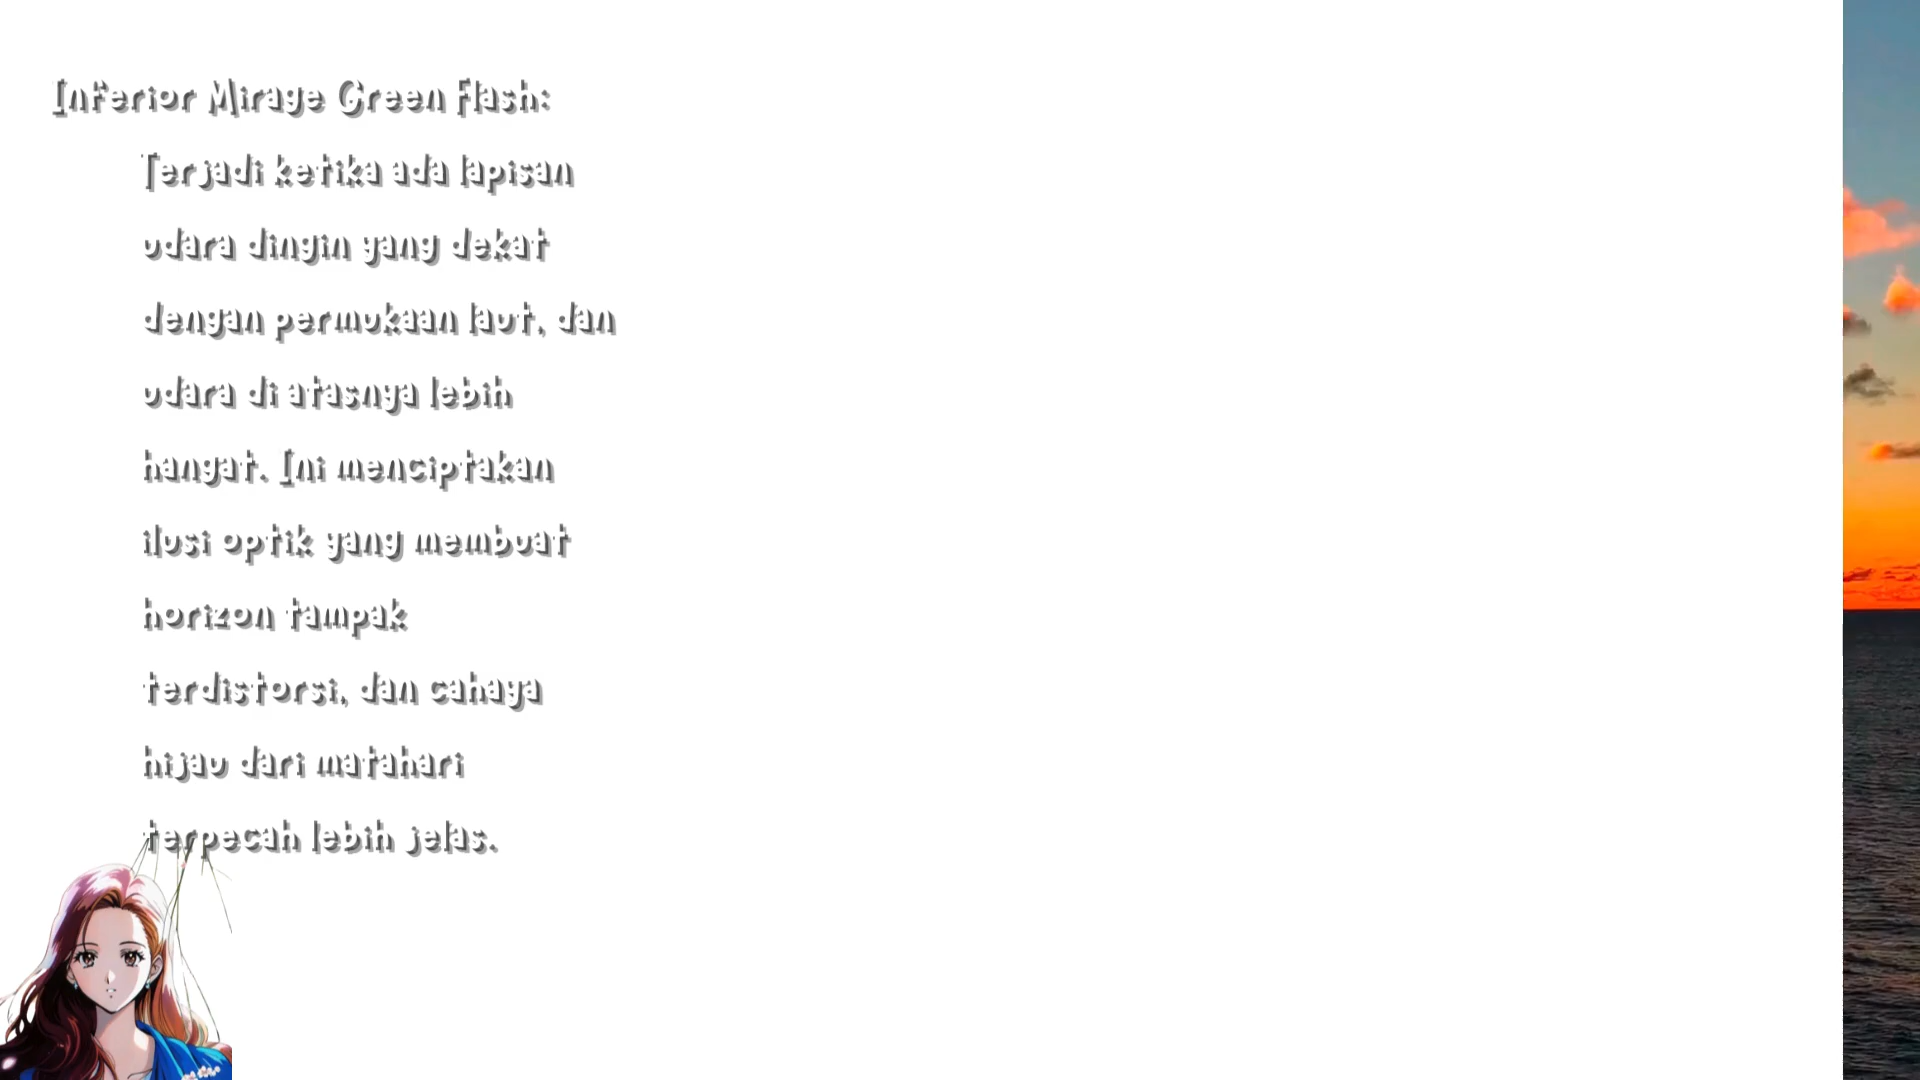 Inferior Mirage Green Flash:
Terjadi ketika ada lapisan
udara dingin yang dekat
dengan permukaan laut, dan
udara di atasnya lebih
hangat. Ini menciptakan
ilusi optik yang membuat
horizon tampak
terdistorsi, dan cahaya
hijau dari matahari
terpecah lebih jelas.